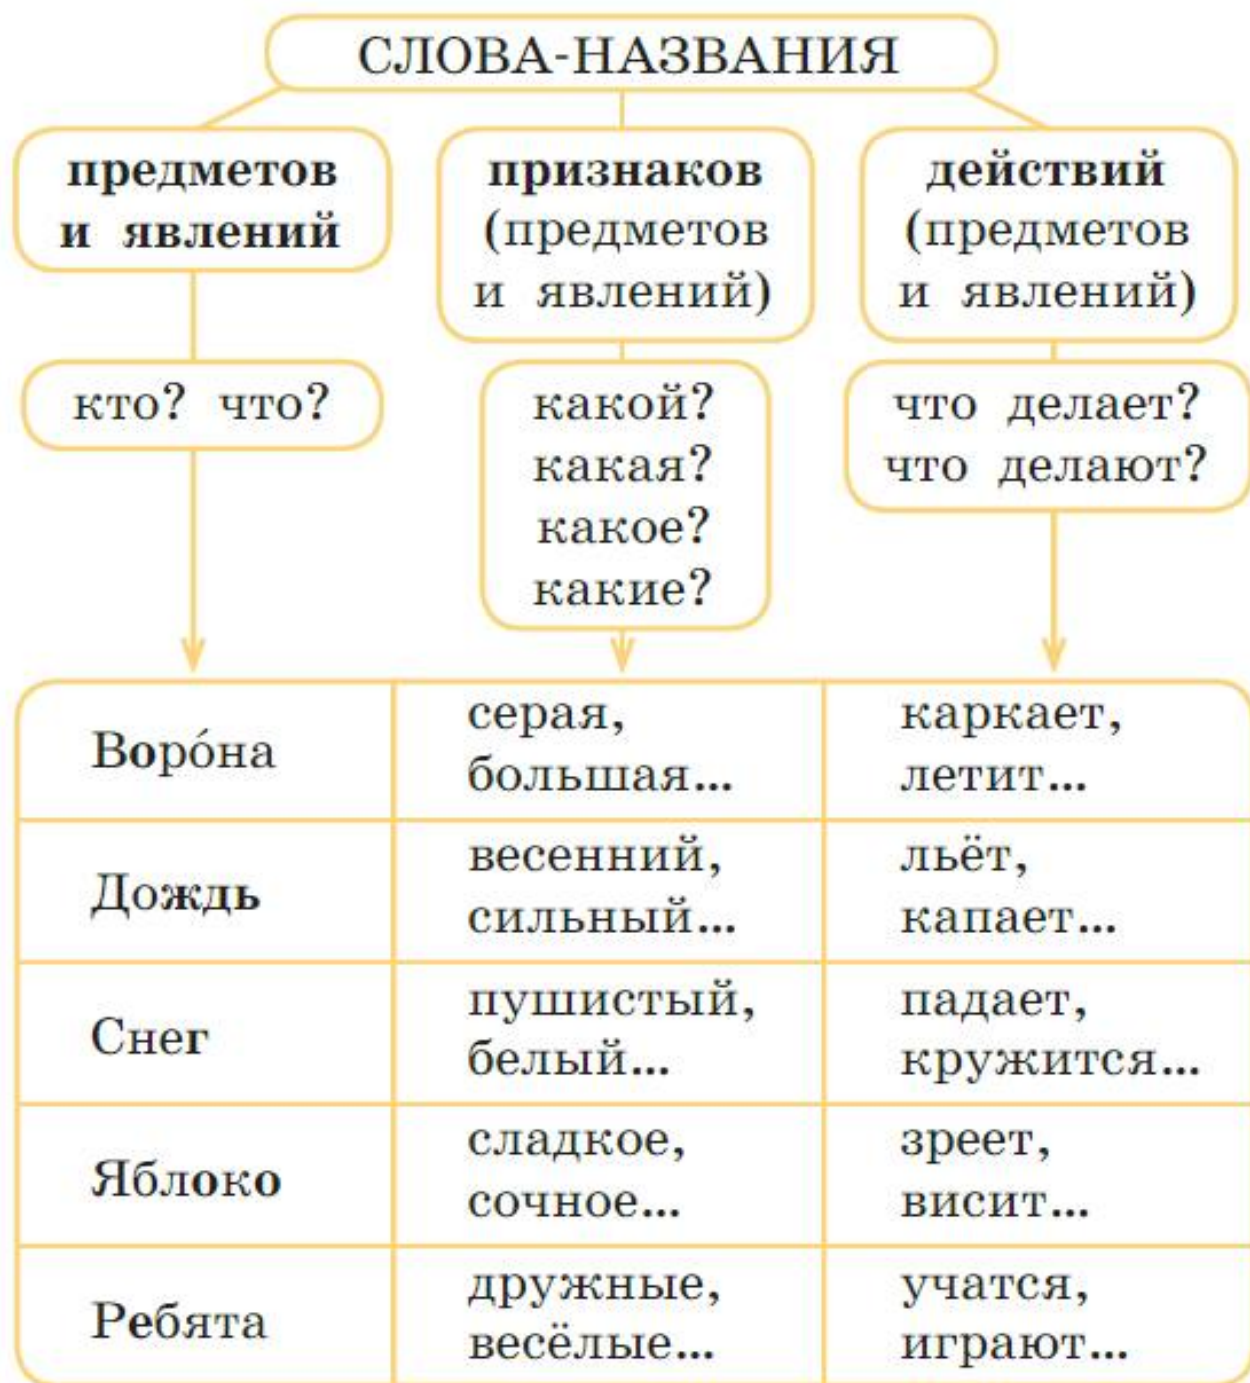 СЛОВА-НАЗВАНИЯ
предметов
и явлений
признаков
(предметов
и явлений)
действий
(предметов
и явлений)
кто? что?
какой?
какая?
какое?
какие?
что делает?
что делают?
Воро́на
серая,
большая...
каркает,
летит...
Дождь
весенний,
сильный...
льёт,
капает...
Снег
пушистый,
белый...
падает,
кружится...
Яблоко
сладкое,
сочное...
зреет,
висит...
Ребята
дружные,
весёлые...
учатся,
играют...